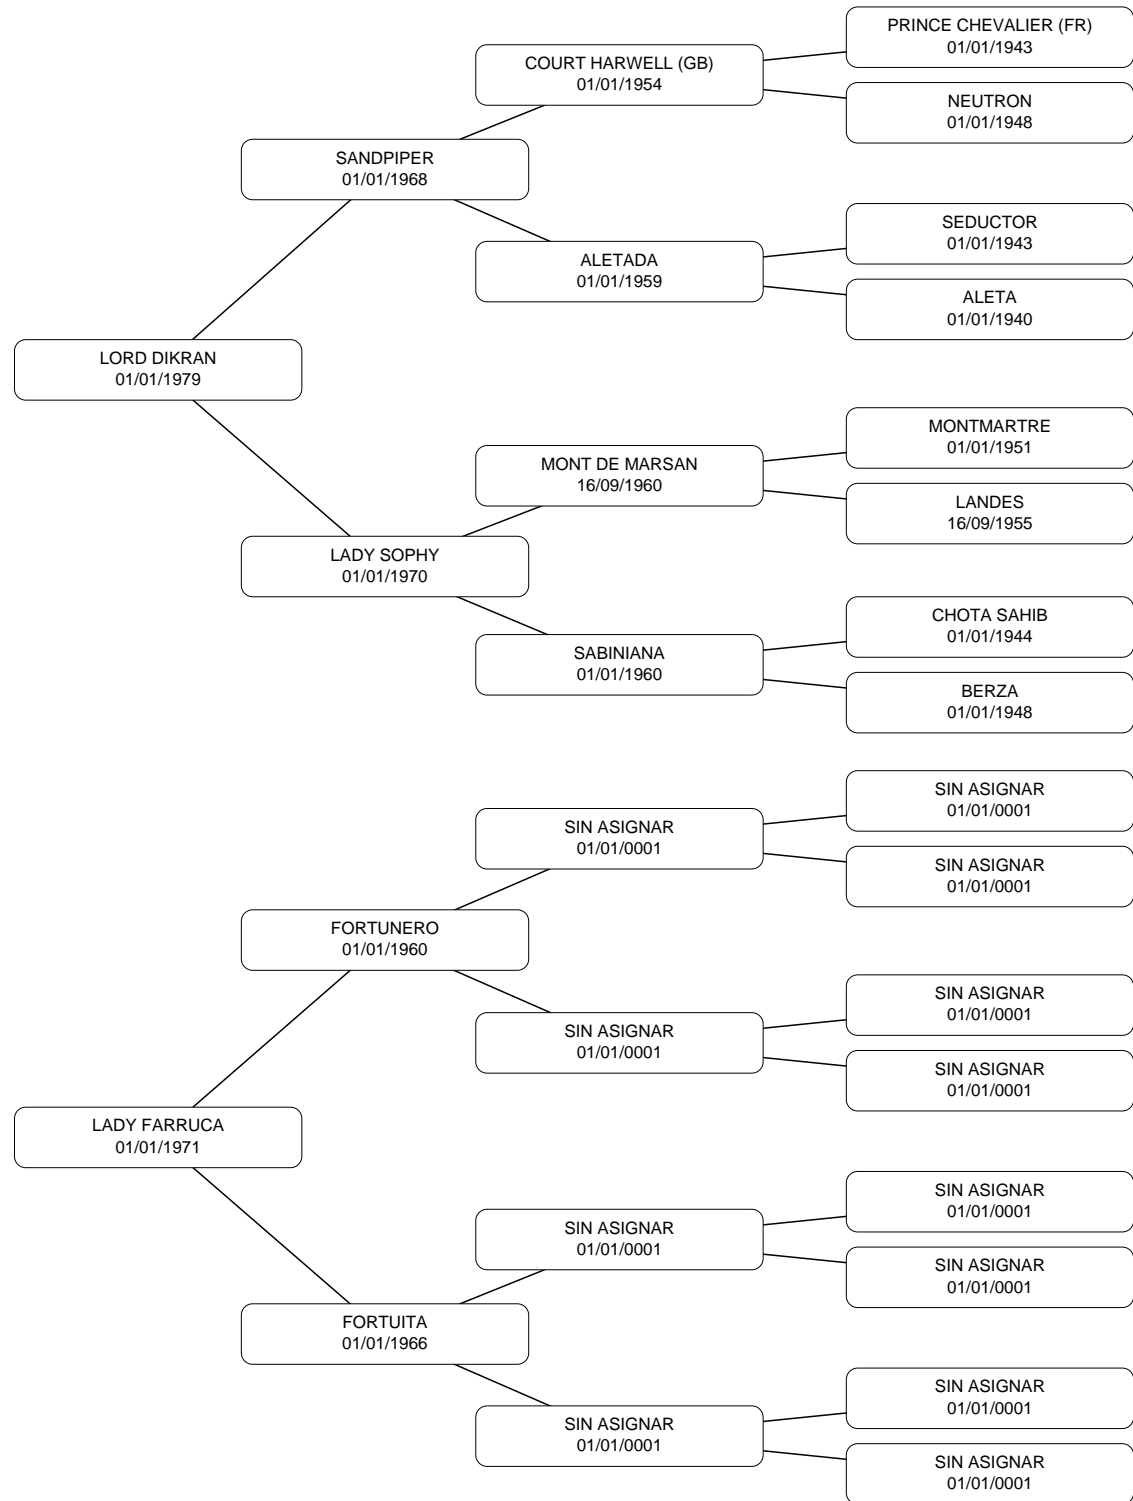 PRINCE CHEVALIER (FR)
01/01/1943
COURT HARWELL (GB)
01/01/1954
NEUTRON
01/01/1948
SANDPIPER
01/01/1968
SEDUCTOR
01/01/1943
ALETADA
01/01/1959
ALETA
01/01/1940
LORD DIKRAN
01/01/1979
MONTMARTRE
01/01/1951
MONT DE MARSAN
16/09/1960
LANDES
16/09/1955
LADY SOPHY
01/01/1970
CHOTA SAHIB
01/01/1944
SABINIANA
01/01/1960
BERZA
01/01/1948
SIN ASIGNAR
01/01/0001
SIN ASIGNAR
01/01/0001
SIN ASIGNAR
01/01/0001
FORTUNERO
01/01/1960
SIN ASIGNAR
01/01/0001
SIN ASIGNAR
01/01/0001
SIN ASIGNAR
01/01/0001
LADY FARRUCA
01/01/1971
SIN ASIGNAR
01/01/0001
SIN ASIGNAR
01/01/0001
SIN ASIGNAR
01/01/0001
FORTUITA
01/01/1966
SIN ASIGNAR
01/01/0001
SIN ASIGNAR
01/01/0001
SIN ASIGNAR
01/01/0001